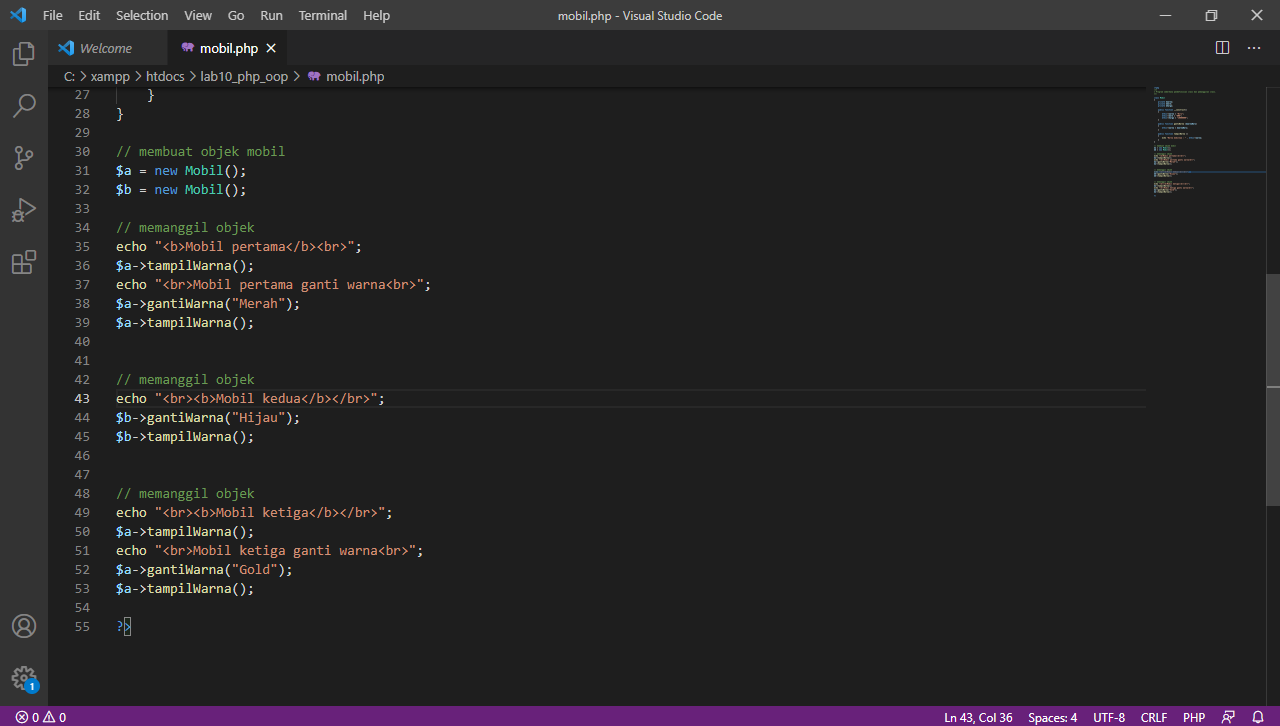 File Edit Selection View Go Run Terminal Help mobil.php - Visual Studio Code
Welcome mobil.php
C: > xampp > htdocs > lab10_php_oop > mobil.php
27 }
28 }
29
30 // membuat objek mobil
31 $a = new Mobil();
32 $b = new Mobil();
33
34 // memanggil objek
35 echo "<b>Mobil pertama</b><br>";
36 $a->tampilWarna();
37 echo "<br>Mobil pertama ganti warna<br>";
38 $a->gantiWarna("Merah");
39 $a->tampilWarna();
40
41
42 // memanggil objek
43 echo "<br><b>Mobil kedua</b></br>";
44 $b->gantiWarna("Hijau");
45 $b->tampilWarna();
46
47
48 // memanggil objek
49 echo "<br><b>Mobil ketiga</b></br>";
50 $a->tampilWarna();
51 echo "<br>Mobil ketiga ganti warna<br>";
52 $a->gantiWarna("Gold");
53 $a->tampilWarna();
54
55 ?>
1
0 0 Ln 43, Col 36 Spaces: 4 UTF-8 CRLF PHP